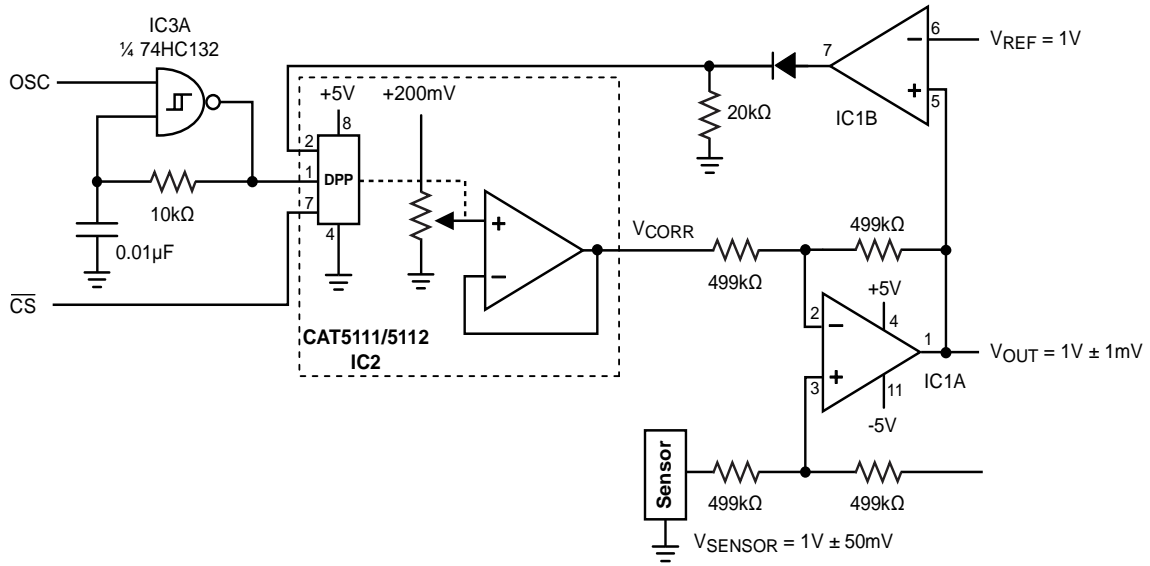 IC3A
¼ 74HC132
OSC
+5V
+200mV
8
2
1
7
DPP
4
10kΩ
0.01µF
CS
CAT5111/5112
IC2
+
−
VCORR
7
−
+
6
5
IC1B
VREF = 1V
20kΩ
499kΩ
499kΩ
+5V
2
−
4
1
3
+
11
-5V
IC1A
VOUT = 1V ± 1mV
Sensor
499kΩ
499kΩ
VSENSOR = 1V ± 50mV